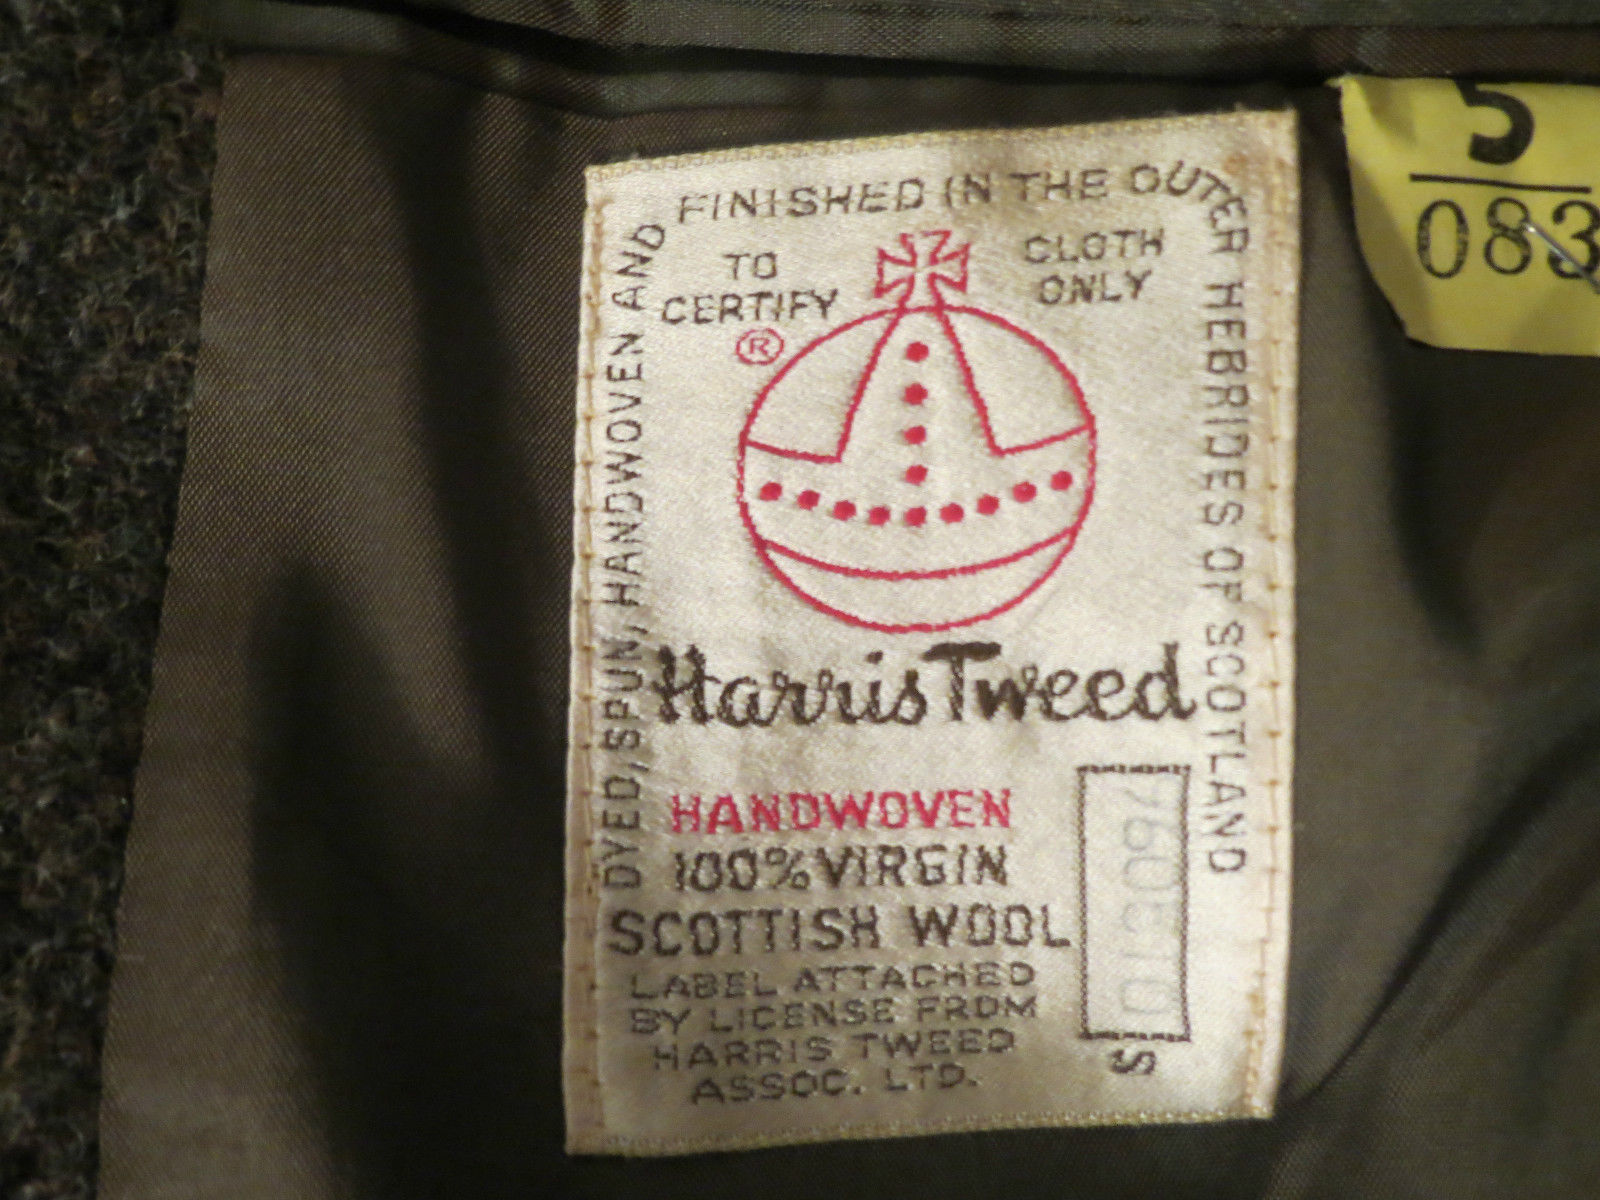 DYED, SPUN, HANDWOVEN AND FINISHED IN THE OUTER HEBRIDES OF SCOTLAND
TO CERTIFY
CLOTH ONLY
®
Harris Tweed
HANDWOVEN
100% VIRGIN
SCOTTISH WOOL
LABEL ATTACHED
BY LICENSE FROM
HARRIS TWEED
ASSOC. LTD.
S
5
083